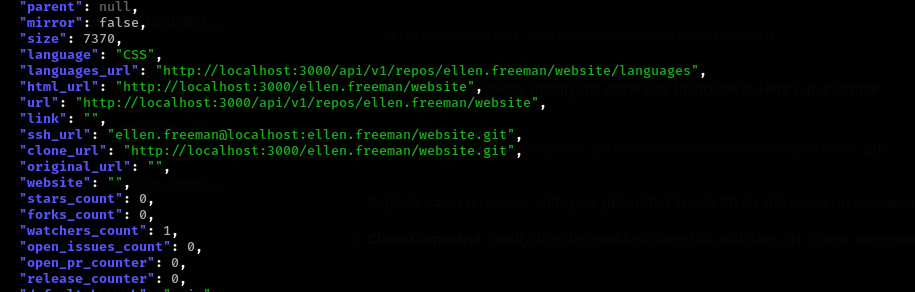 "parent": null,
"mirror": false,
"size": 7370,
"language": "CSS",
"languages_url": "http://localhost:3000/api/v1/repos/ellen.freeman/website/languages",
"html_url": "http://localhost:3000/ellen.freeman/website",
"url": "http://localhost:3000/api/v1/repos/ellen.freeman/website",
"link": "",
"ssh_url": "ellen.freeman@localhost:ellen.freeman/website.git",
"clone_url": "http://localhost:3000/ellen.freeman/website.git",
"original_url": "",
"website": "",
"stars_count": 0,
"forks_count": 0,
"watchers_count": 1,
"open_issues_count": 0,
"open_pr_counter": 0,
"release_counter": 0,